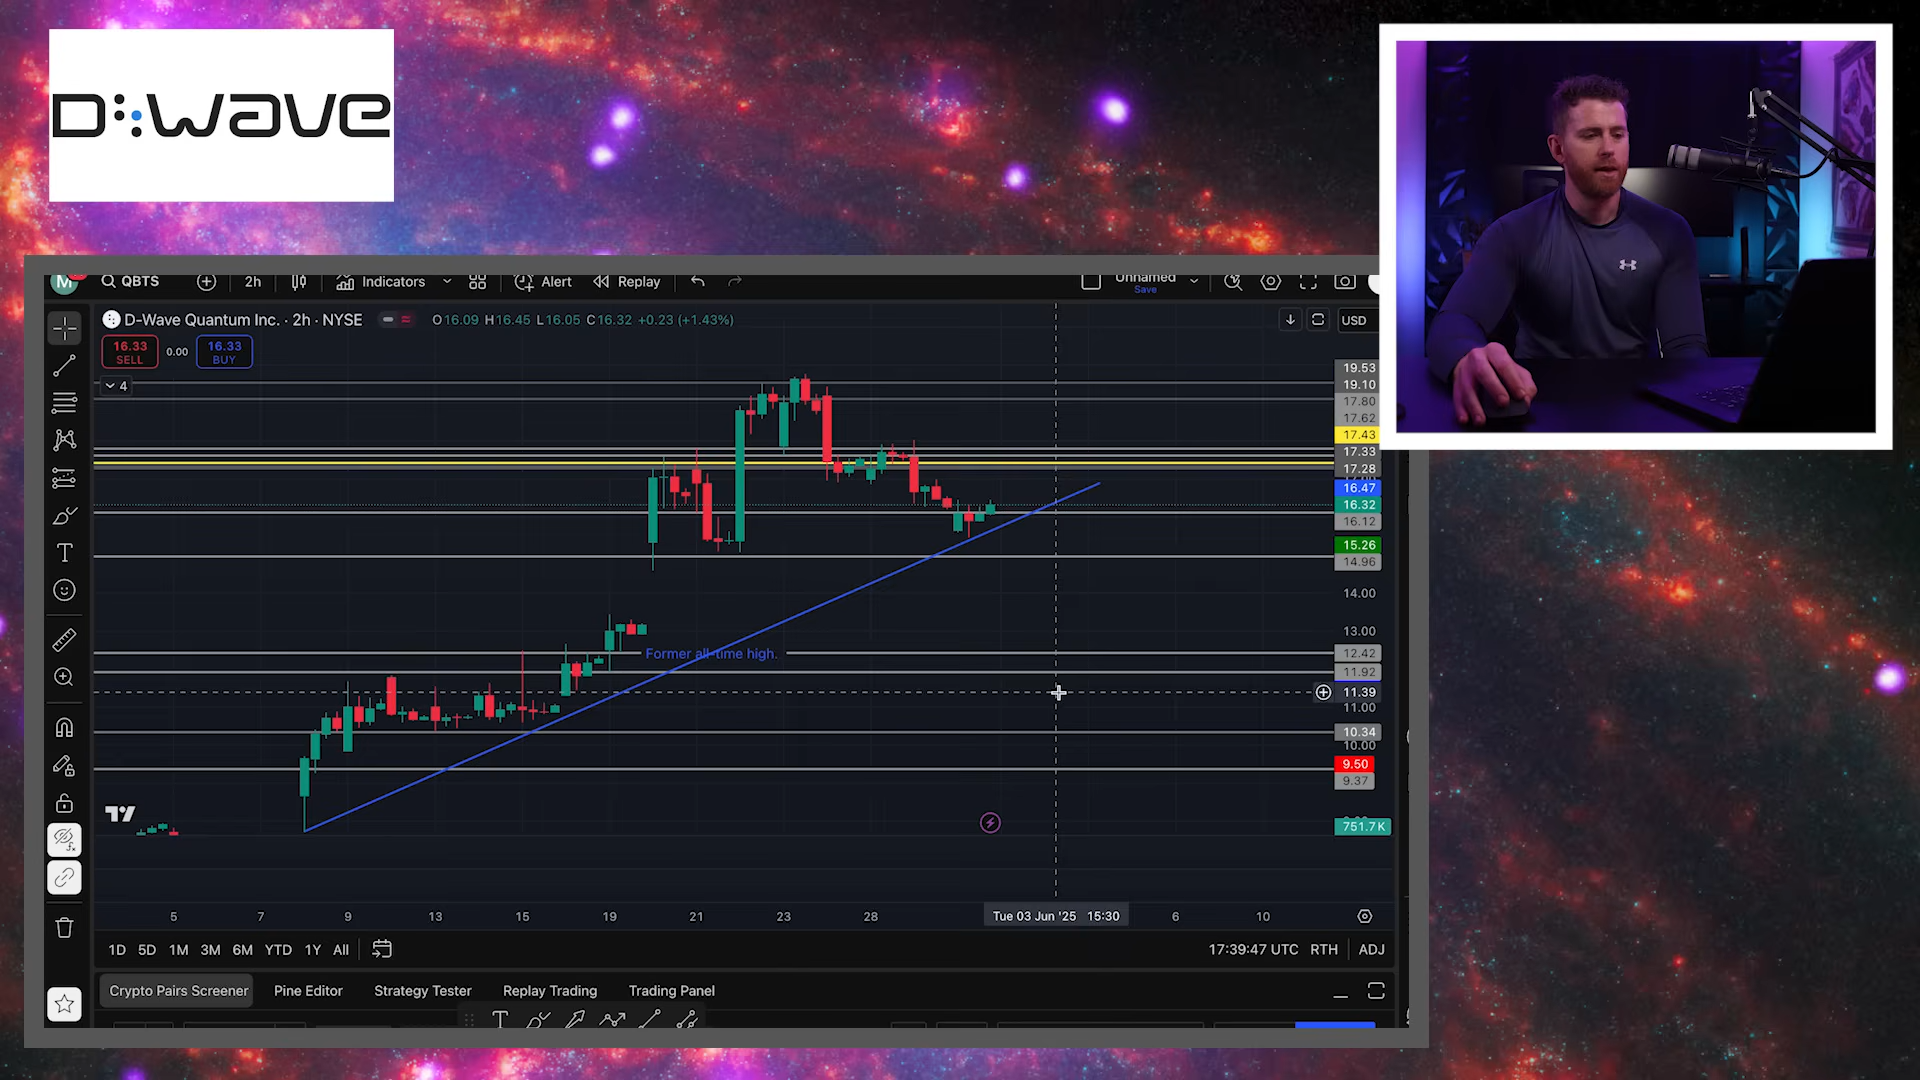 D::wave
M
QBTS
2h
Indicators
Alert
Replay
Unnamed
Save
D-Wave Quantum Inc. · 2h · NYSE
O16.09 H16.45 L16.05 C16.32 +0.23 (+1.43%)
USD
16.33
SELL
0.00
16.33
BUY
4
19.53
19.10
17.80
17.62
17.43
17.33
17.28
16.47
16.32
16.12
15.26
14.96
14.00
13.00
Former all-time high.
12.42
11.92
11.39
11.00
10.34
10.00
9.50
9.37
751.7K
5
7
9
13
15
19
21
23
28
Tue 03 Jun '25 15:30
6
10
1D 5D 1M 3M 6M YTD 1Y All
17:39:47 UTC RTH ADJ
Crypto Pairs Screener Pine Editor Strategy Tester Replay Trading Trading Panel